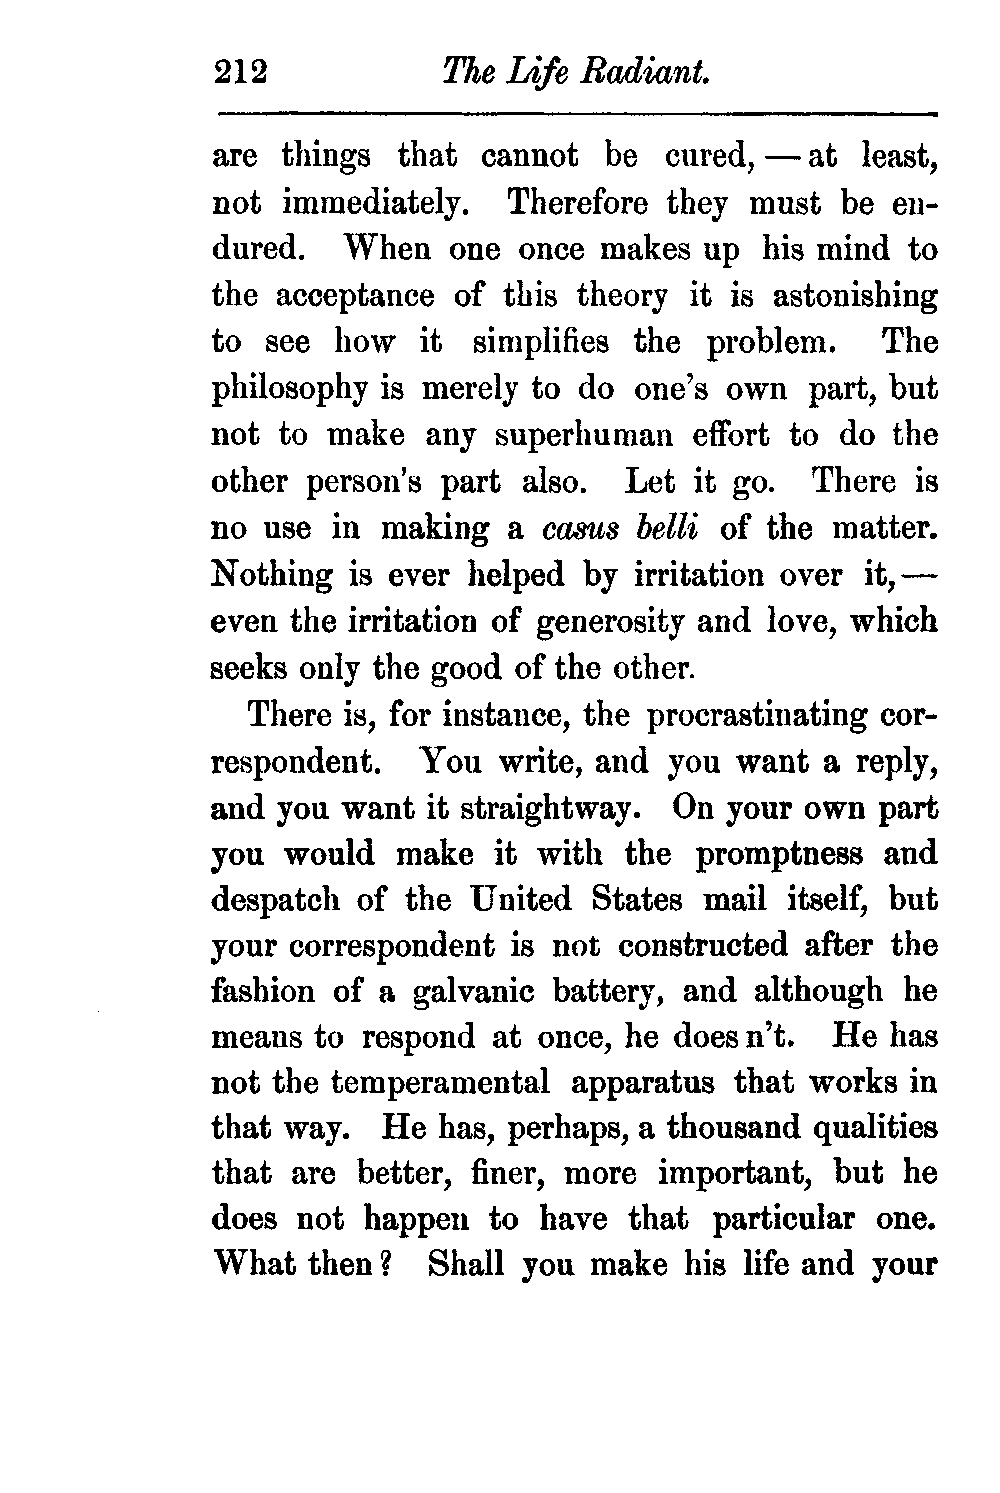 212 The Life Radiant.
are things that cannot be cured, — at least,
not immediately. Therefore they must be en-
dured. When one once makes up his mind to
the acceptance of this theory it is astonishing
to see how it simplifies the problem. The
philosophy is merely to do one's own part, but
not to make any superhuman effort to do the
other person's part also. Let it go. There is
no use in making a casus belli of the matter.
Nothing is ever helped by irritation over it, —
even the irritation of generosity and love, which
seeks only the good of the other.
There is, for instance, the procrastinating cor-
respondent. You write, and you want a reply,
and you want it straightway. On your own part
you would make it with the promptness and
despatch of the United States mail itself, but
your correspondent is not constructed after the
fashion of a galvanic battery, and although he
means to respond at once, he does n't. He has
not the temperamental apparatus that works in
that way. He has, perhaps, a thousand qualities
that are better, finer, more important, but he
does not happen to have that particular one.
What then? Shall you make his life and your